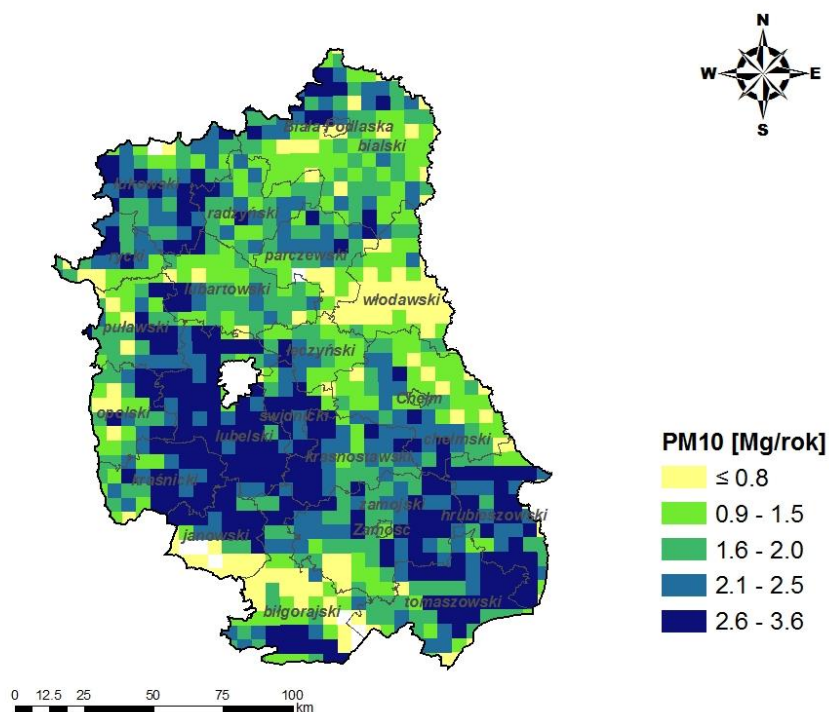 N
W E
S
Biała Podlaska
bialski
łukowski
radzyński
rycki
parczewski
lubartowski
włodawski
puławski
łęczyński
Chełm
opolski
świdnicki
lubelski
chełmski
krasnostawski
kraśnicki
zamojski
hrubieszowski
Zamość
janowski
tomaszowski
biłgorajski
PM10 [Mg/rok]
≤ 0.8
0.9 - 1.5
1.6 - 2.0
2.1 - 2.5
2.6 - 3.6
0 12.5 25 50 75 100
km